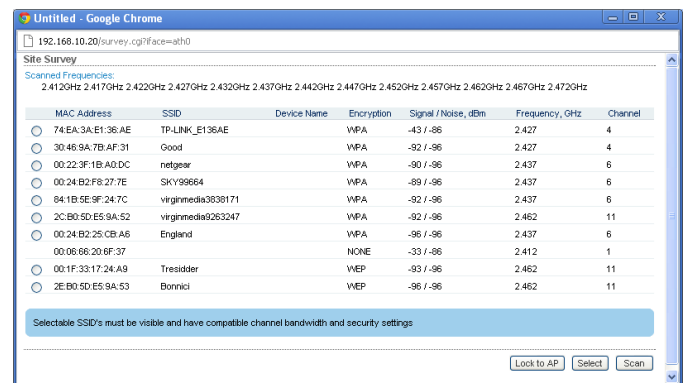 Untitled - Google Chrome
192.168.10.20/survey.cgi?iface=ath0
Site Survey
Scanned Frequencies:
2.412GHz 2.417GHz 2.422GHz 2.427GHz 2.432GHz 2.437GHz 2.442GHz 2.447GHz 2.452GHz 2.457GHz 2.462GHz 2.467GHz 2.472GHz
MAC Address SSID Device Name Encryption Signal / Noise, dBm Frequency, GHz Channel
74:EA:3A:E1:36:AE TP-LINK_E136AE WPA -43 / -86 2.427 4
30:46:9A:7B:AF:31 Good WPA -92 / -96 2.427 4
00:22:3F:1B:A0:DC netgear WPA -90 / -96 2.437 6
00:24:B2:F8:27:7E SKY99664 WPA -89 / -96 2.437 6
84:1B:5E:9F:24:7C virginmedia3838171 WPA -92 / -96 2.437 6
2C:B0:5D:E5:9A:52 virginmedia9263247 WPA -92 / -96 2.462 11
00:24:B2:25:CB:A6 England WPA -96 / -96 2.437 6
00:06:66:20:6F:37 NONE -33 / -86 2.412 1
00:1F:33:17:24:A9 Tresidder WEP -93 / -96 2.462 11
2E:B0:5D:E5:9A:53 Bonnici WEP -96 / -96 2.462 11
Selectable SSID's must be visible and have compatible channel bandwidth and security settings
Lock to AP Select Scan